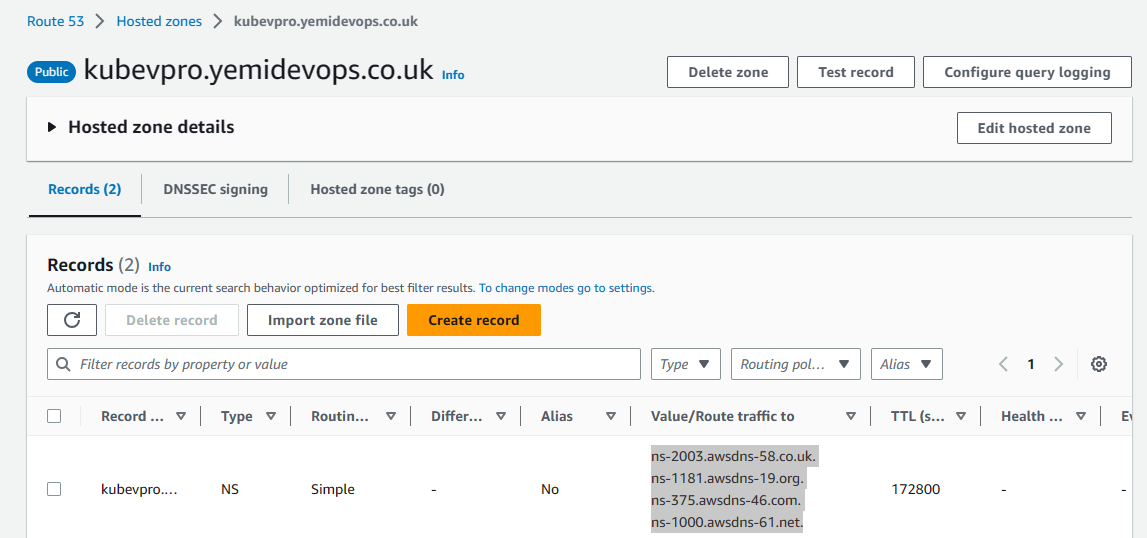 Route 53 > Hosted zones > kubevpro.yemidevops.co.uk
Public kubevpro.yemidevops.co.uk Info
Delete zone Test record Configure query logging
Hosted zone details
Edit hosted zone
Records (2) DNSSEC signing Hosted zone tags (0)
Records (2) Info
Automatic mode is the current search behavior optimized for best filter results. To change modes go to settings.
Delete record Import zone file Create record
Filter records by property or value Type Routing pol... Alias 1
Record ... Type Routin... Differ... Alias Value/Route traffic to TTL (s... Health ... Ev
ns-2003.awsdns-58.co.uk.
ns-1181.awsdns-19.org.
kubevpro.... NS Simple - No 172800 - -
ns-375.awsdns-46.com.
ns-1000.awsdns-61.net.